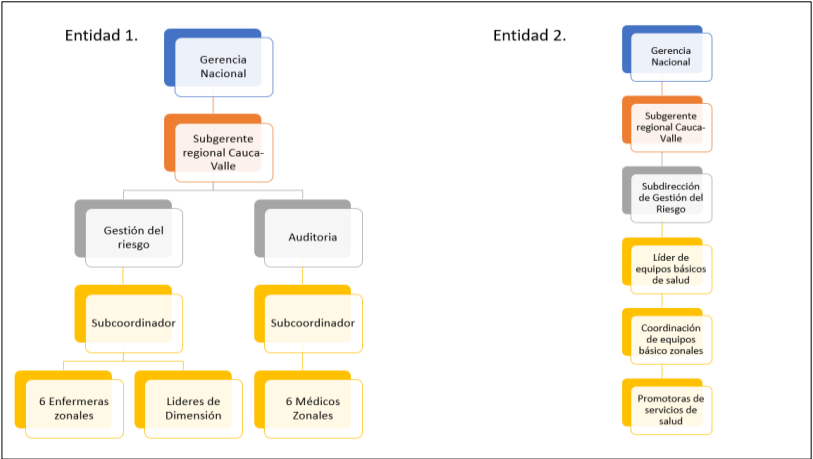 Entidad 1.
Gerencia
Nacional
Subgerente
regional Cauca-
Valle
Gestión del
riesgo
Auditoria
Subcoordinador
Subcoordinador
6 Enfermeras
zonales
Lideres de
Dimensión
6 Médicos
Zonales
Entidad 2.
Gerencia
Nacional
Subgerente
regional Cauca-
Valle
Subdirección
de Gestión del
Riesgo
Líder de
equipos básicos
de salud
Coordinación
de equipos
básico zonales
Promotoras de
servicios de
salud